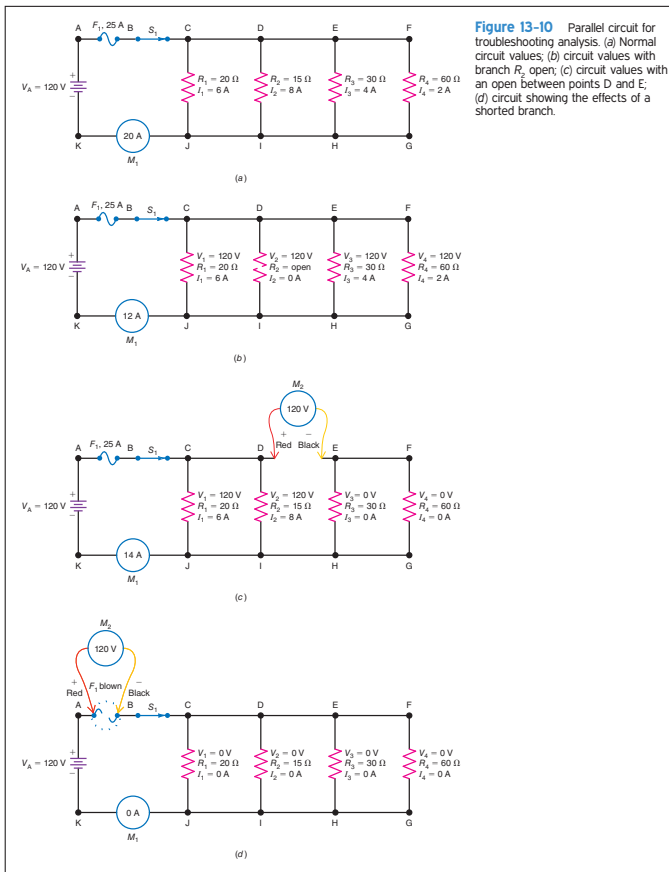 Figure 13-10 Parallel circuit for
troubleshooting analysis. (a) Normal
circuit values; (b) circuit values with
branch R₂ open; (c) circuit values with
an open between points D and E;
(d) circuit showing the effects of a
shorted branch.
A F₁, 25 A B S₁ C D E F
V_A = 120 V + −
R₁ = 20 Ω R₂ = 15 Ω R₃ = 30 Ω R₄ = 60 Ω
I₁ = 6 A I₂ = 8 A I₃ = 4 A I₄ = 2 A
20 A
K M₁ J I H G
(a)
A F₁, 25 A B S₁ C D E F
V_A = 120 V + −
V₁ = 120 V V₂ = 120 V V₃ = 120 V V₄ = 120 V
R₁ = 20 Ω R₂ = open R₃ = 30 Ω R₄ = 60 Ω
I₁ = 6 A I₂ = 0 A I₃ = 4 A I₄ = 2 A
12 A
K M₁ J I H G
(b)
M₂
120 V
+ −
Red Black
A F₁, 25 A B S₁ C D E F
V_A = 120 V + −
V₁ = 120 V V₂ = 120 V V₃ = 0 V V₄ = 0 V
R₁ = 20 Ω R₂ = 15 Ω R₃ = 30 Ω R₄ = 60 Ω
I₁ = 6 A I₂ = 8 A I₃ = 0 A I₄ = 0 A
14 A
K M₁ J I H G
(c)
M₂
120 V
+ −
Red F₁ blown Black
A B S₁ C D E F
V_A = 120 V + −
V₁ = 0 V V₂ = 0 V V₃ = 0 V V₄ = 0 V
R₁ = 20 Ω R₂ = 15 Ω R₃ = 30 Ω R₄ = 60 Ω
I₁ = 0 A I₂ = 0 A I₃ = 0 A I₄ = 0 A
0 A
K M₁ J I H G
(d)